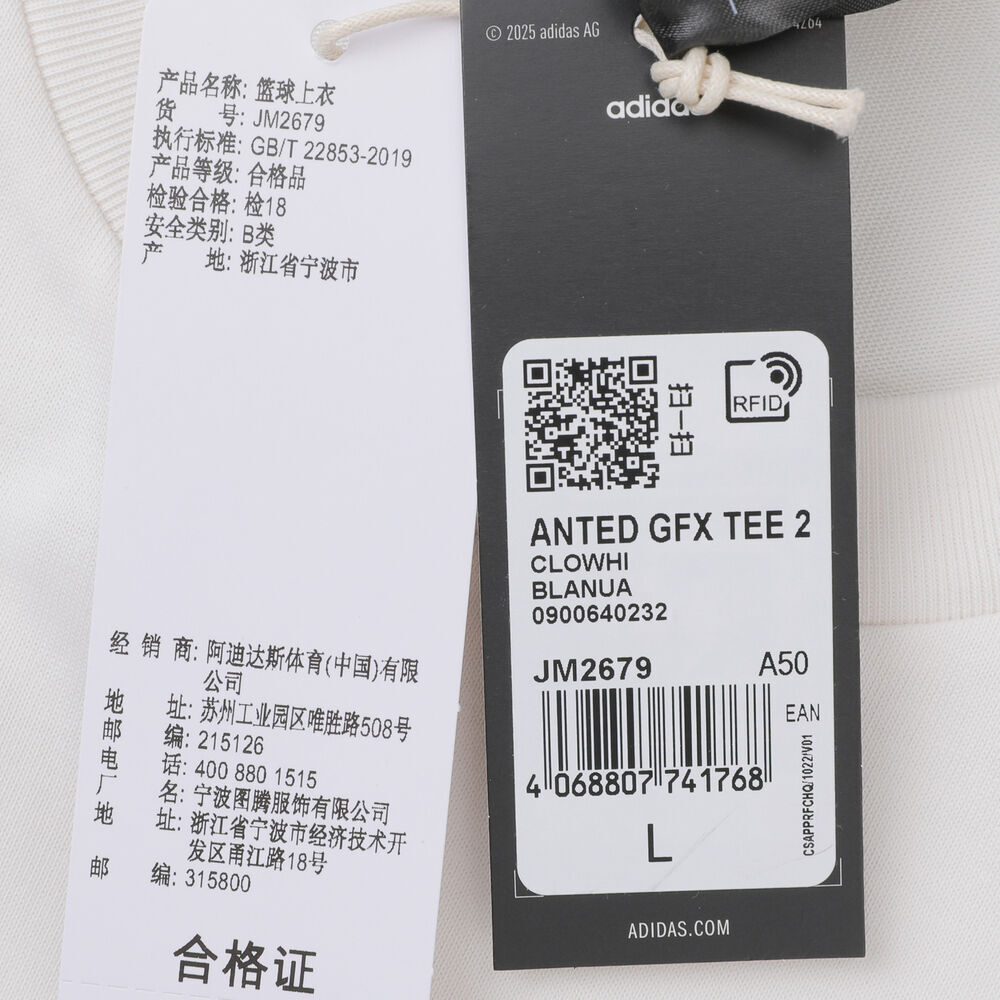 产品名称: 篮球上衣
货 号: JM2679
执行标准: GB/T 22853-2019
产品等级: 合格品
检验合格: 检18
安全类别: B类
产 地: 浙江省宁波市
经 销 商: 阿迪达斯体育(中国)有限
公司
地 址: 苏州工业园区唯胜路508号
邮 编: 215126
电 话: 400 880 1515
厂 名: 宁波图腾服饰有限公司
地 址: 浙江省宁波市经济技术开
发区甬江路18号
邮 编: 315800
合格证
© 2025 adidas AG
adidas
扫一扫
RFID
ANTED GFX TEE 2
CLOWHI
BLANUA
0900640232
JM2679 A50
EAN
4 068807 741768
CSAPPRFCHQ/1022/V01
L
ADIDAS.COM